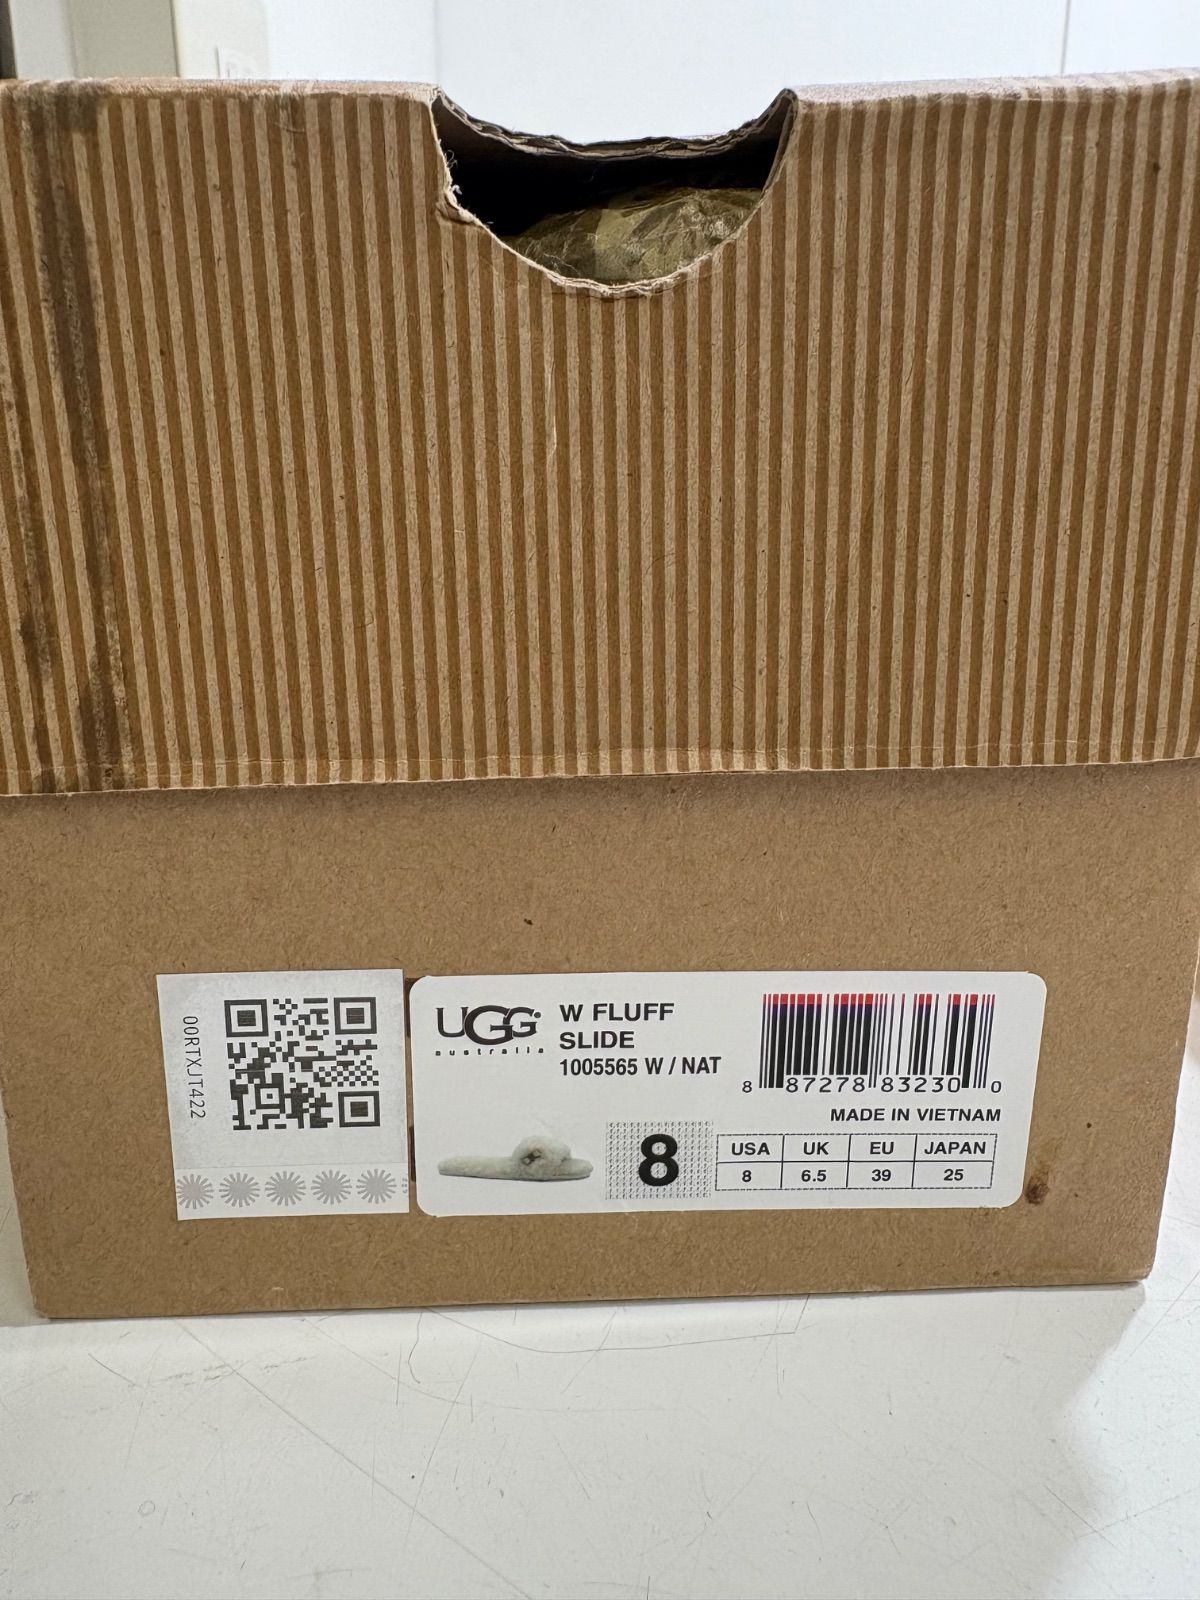 00RTXJT422
UGG®
australia
W FLUFF
SLIDE
1005565 W / NAT
8 87278 83230 0
MADE IN VIETNAM
8
USA UK EU JAPAN
8 6.5 39 25